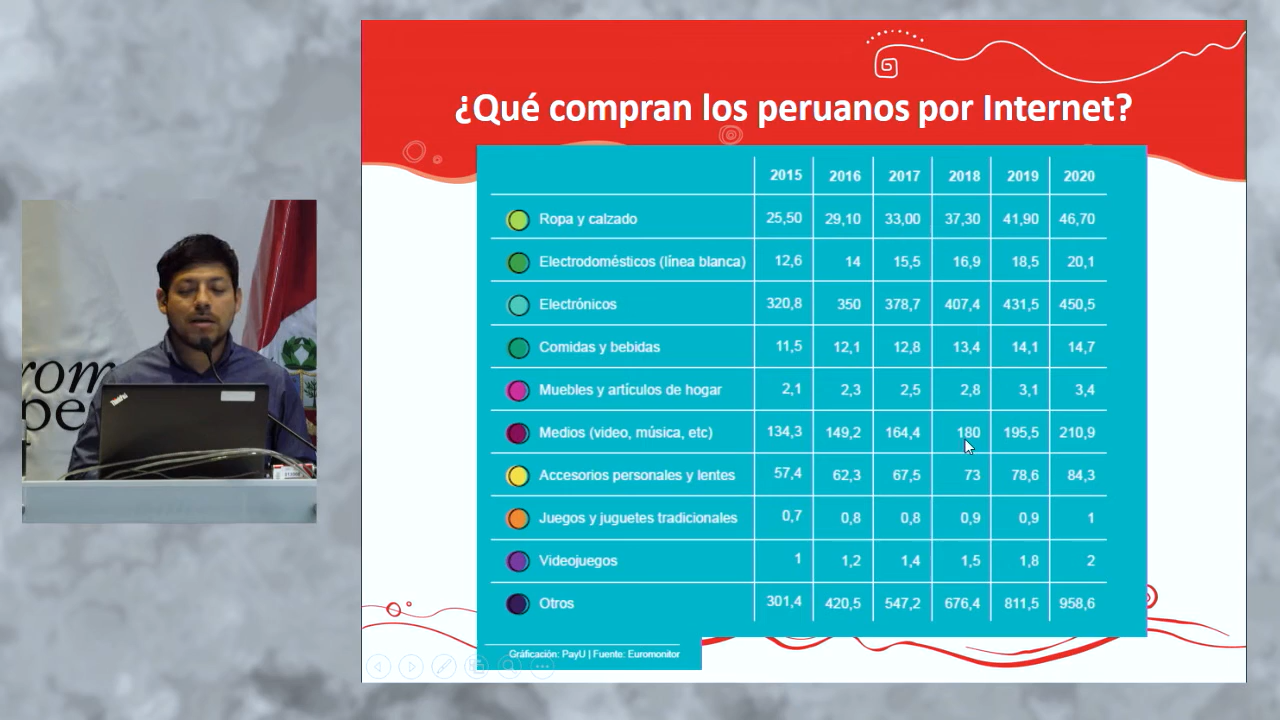 ¿Qué compran los peruanos por Internet?
2015 2016 2017 2018 2019 2020
Ropa y calzado 25,50 29,10 33,00 37,30 41,90 46,70
Electrodomésticos (línea blanca) 12,6 14 15,5 16,9 18,5 20,1
Electrónicos 320,8 350 378,7 407,4 431,5 450,5
Comidas y bebidas 11,5 12,1 12,8 13,4 14,1 14,7
Muebles y artículos de hogar 2,1 2,3 2,5 2,8 3,1 3,4
Medios (video, música, etc) 134,3 149,2 164,4 180 195,5 210,9
Accesorios personales y lentes 57,4 62,3 67,5 73 78,6 84,3
Juegos y juguetes tradicionales 0,7 0,8 0,8 0,9 0,9 1
Videojuegos 1 1,2 1,4 1,5 1,8 2
Otros 301,4 420,5 547,2 676,4 811,5 958,6
Gráficación: PayU | Fuente: Euromonitor
rom
pe
ThinkPad